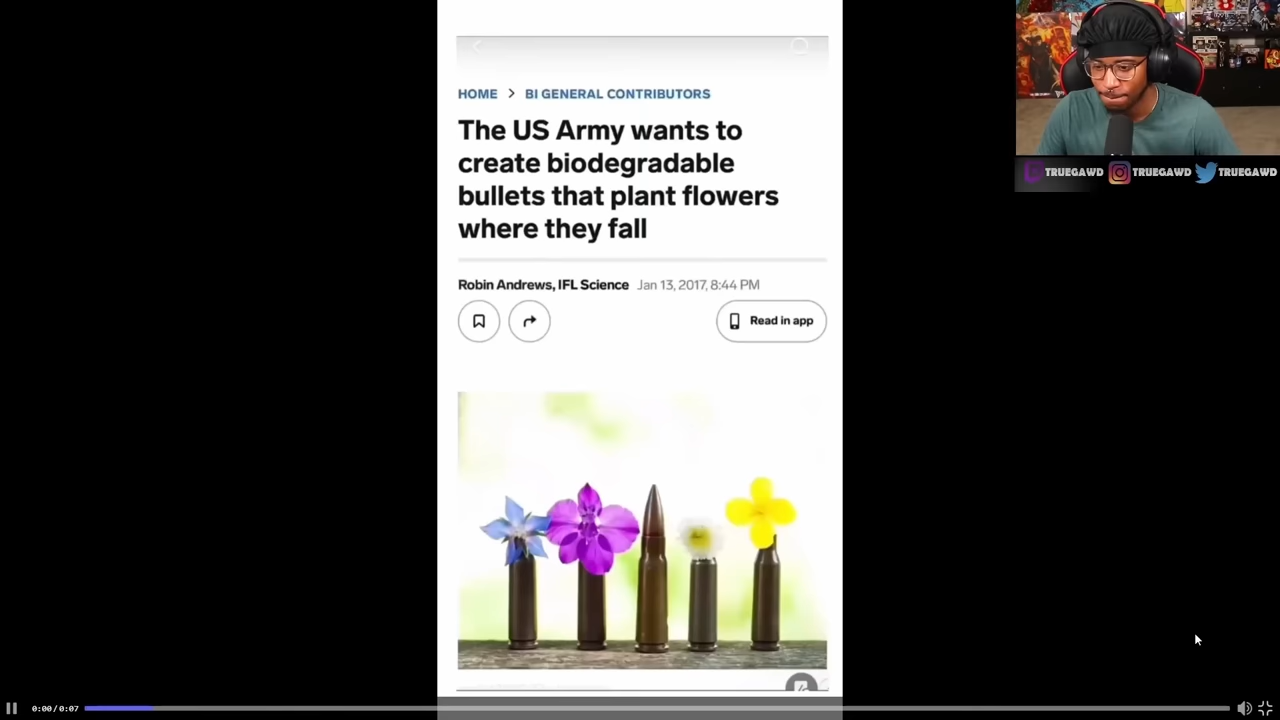 HOME > BI GENERAL CONTRIBUTORS
The US Army wants to
create biodegradable
bullets that plant flowers
where they fall
Robin Andrews, IFL Science Jan 13, 2017, 8:44 PM
Read in app
TRUEGAWD TRUEGAWD TRUEGAWD
0:00/0:07